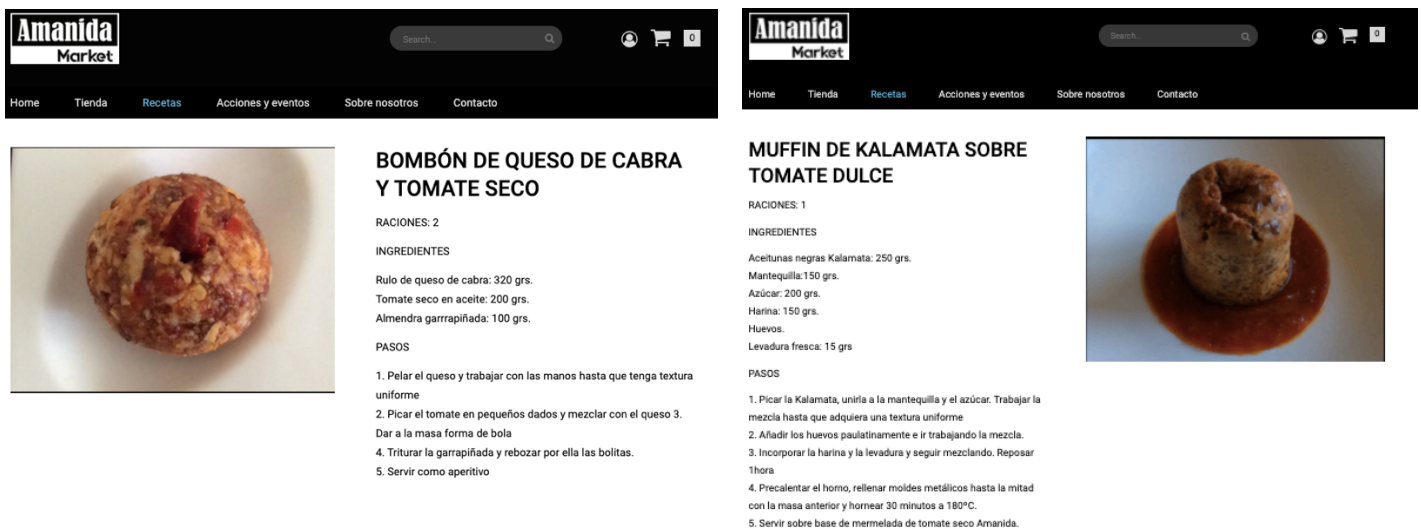 Amanida
Market
Search...
0
Home Tienda Recetas Acciones y eventos Sobre nosotros Contacto
BOMBÓN DE QUESO DE CABRA
Y TOMATE SECO
RACIONES: 2
INGREDIENTES
Rulo de queso de cabra: 320 grs.
Tomate seco en aceite: 200 grs.
Almendra garrrapiñada: 100 grs.
PASOS
1. Pelar el queso y trabajar con las manos hasta que tenga textura
uniforme
2. Picar el tomate en pequeños dados y mezclar con el queso 3.
Dar a la masa forma de bola
4. Triturar la garrapiñada y rebozar por ella las bolitas.
5. Servir como aperitivo
Amanida
Market
Search...
0
Home Tienda Recetas Acciones y eventos Sobre nosotros Contacto
MUFFIN DE KALAMATA SOBRE
TOMATE DULCE
RACIONES: 1
INGREDIENTES
Aceitunas negras Kalamata: 250 grs.
Mantequilla:150 grs.
Azúcar: 200 grs.
Harina: 150 grs.
Huevos.
Levadura fresca: 15 grs
PASOS
1. Picar la Kalamata, unirla a la mantequilla y el azúcar. Trabajar la
mezcla hasta que adquiera una textura uniforme
2. Añadir los huevos paulatinamente e ir trabajando la mezcla.
3. Incorporar la harina y la levadura y seguir mezclando. Reposar
1hora
4. Precalentar el horno, rellenar moldes metálicos hasta la mitad
con la masa anterior y hornear 30 minutos a 180ºC.
5. Servir sobre base de mermelada de tomate seco Amanida.